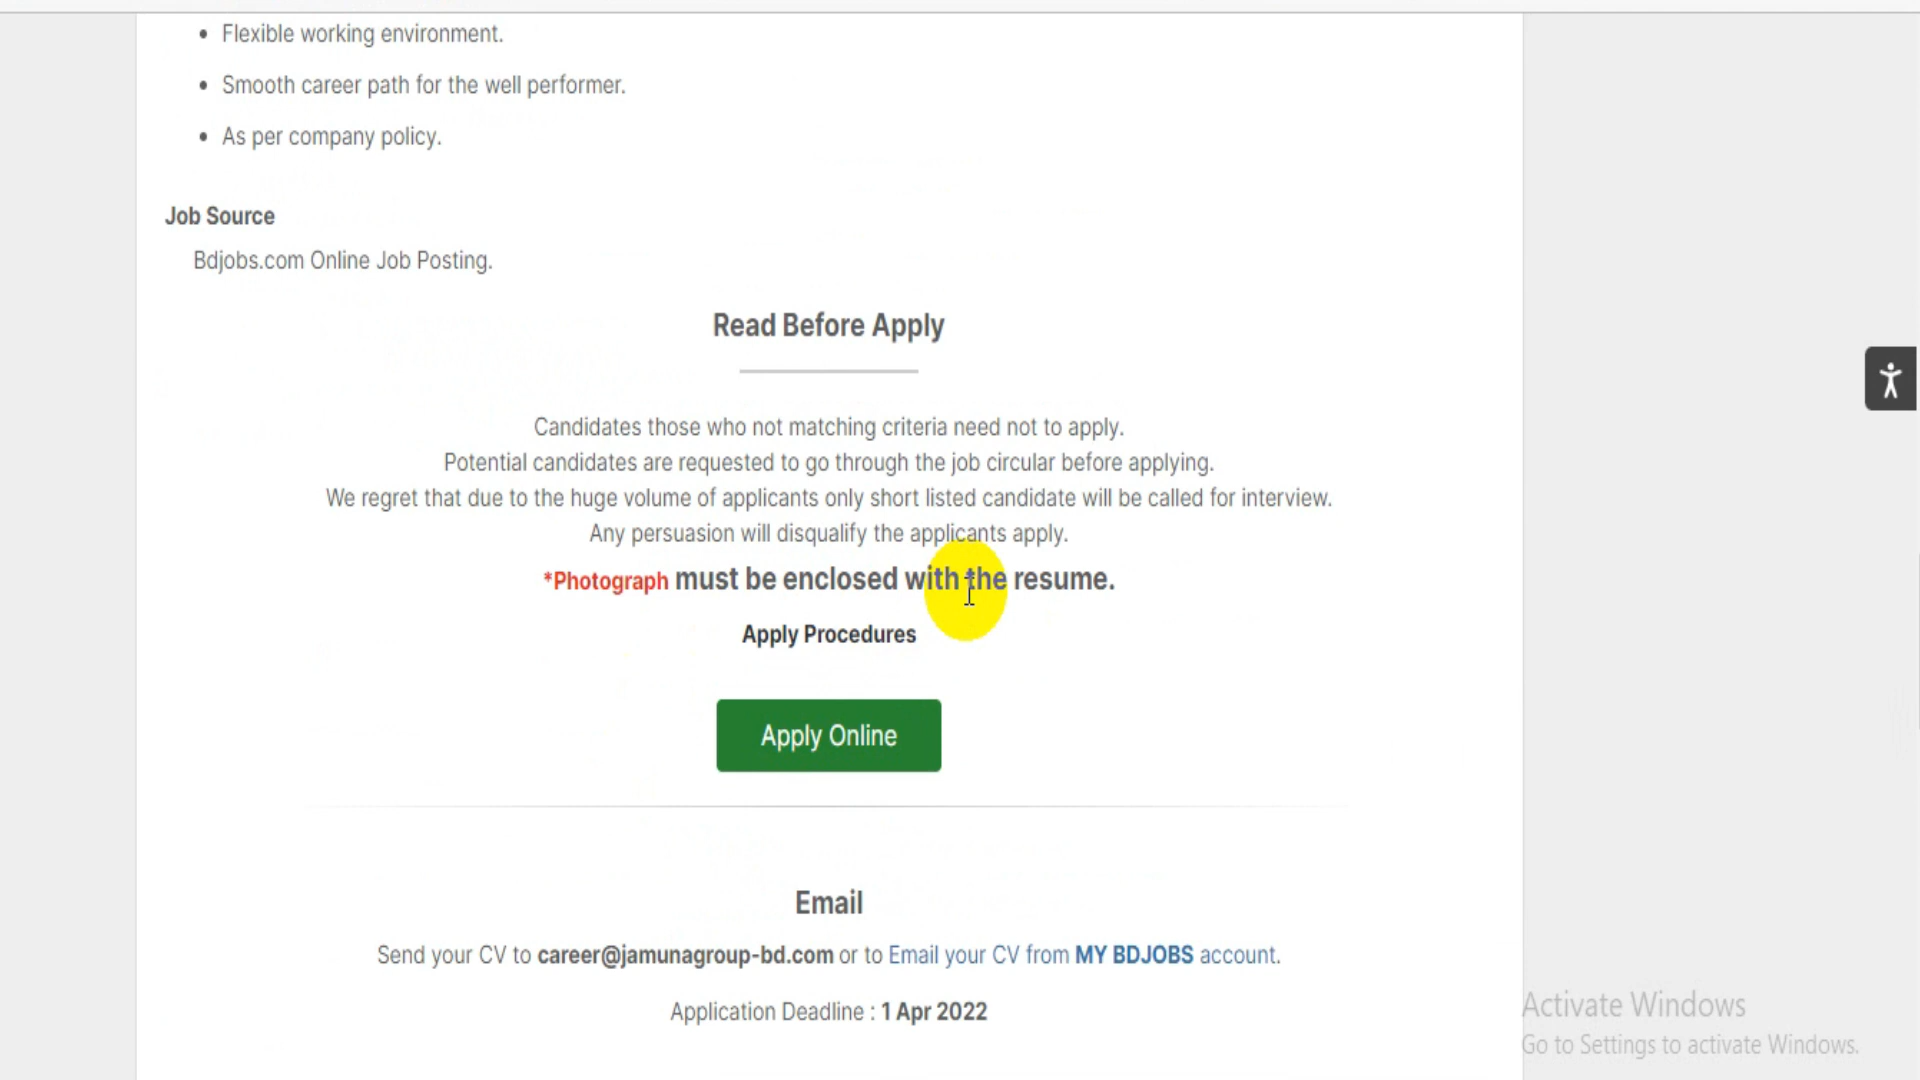 Flexible working environment.
Smooth career path for the well performer.
As per company policy.
Job Source
Bdjobs.com Online Job Posting.
Read Before Apply
Candidates those who not matching criteria need not to apply.
Potential candidates are requested to go through the job circular before applying.
We regret that due to the huge volume of applicants only short listed candidate will be called for interview.
Any persuasion will disqualify the applicants apply.
*Photograph must be enclosed with the resume.
Apply Procedures
Apply Online
Email
Send your CV to career@jamunagroup-bd.com or to Email your CV from MY BDJOBS account.
Application Deadline : 1 Apr 2022
Activate Windows
Go to Settings to activate Windows.